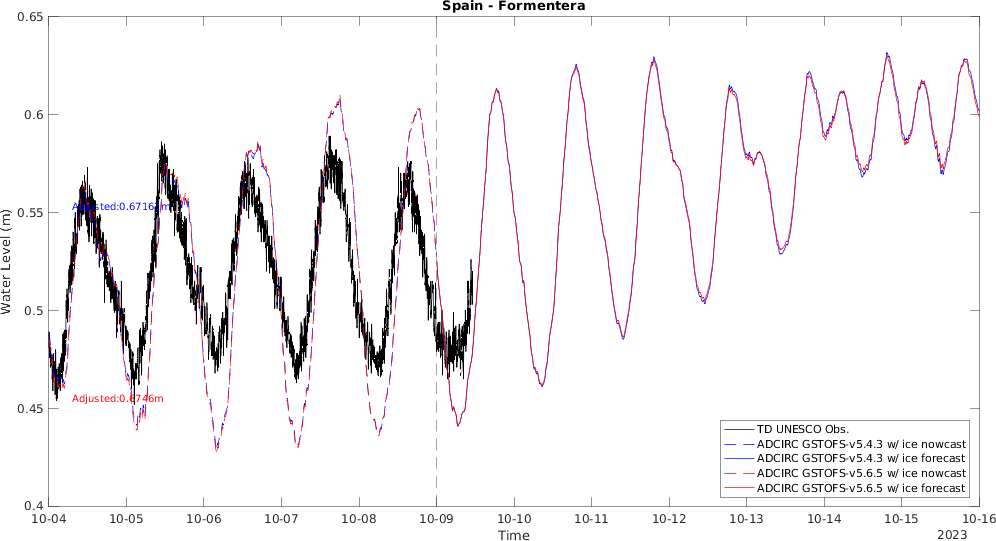 Spain - Formentera
0.65
0.6
0.55
0.5
0.45
0.4
Water Level (m)
Adjusted:0.6716m
Adjusted:0.6746m
TD UNESCO Obs.
ADCIRC GSTOFS-v5.4.3 w/ ice nowcast
ADCIRC GSTOFS-v5.4.3 w/ ice forecast
ADCIRC GSTOFS-v5.6.5 w/ ice nowcast
ADCIRC GSTOFS-v5.6.5 w/ ice forecast
10-04 10-05 10-06 10-07 10-08 10-09 10-10 10-11 10-12 10-13 10-14 10-15 10-16
Time
2023